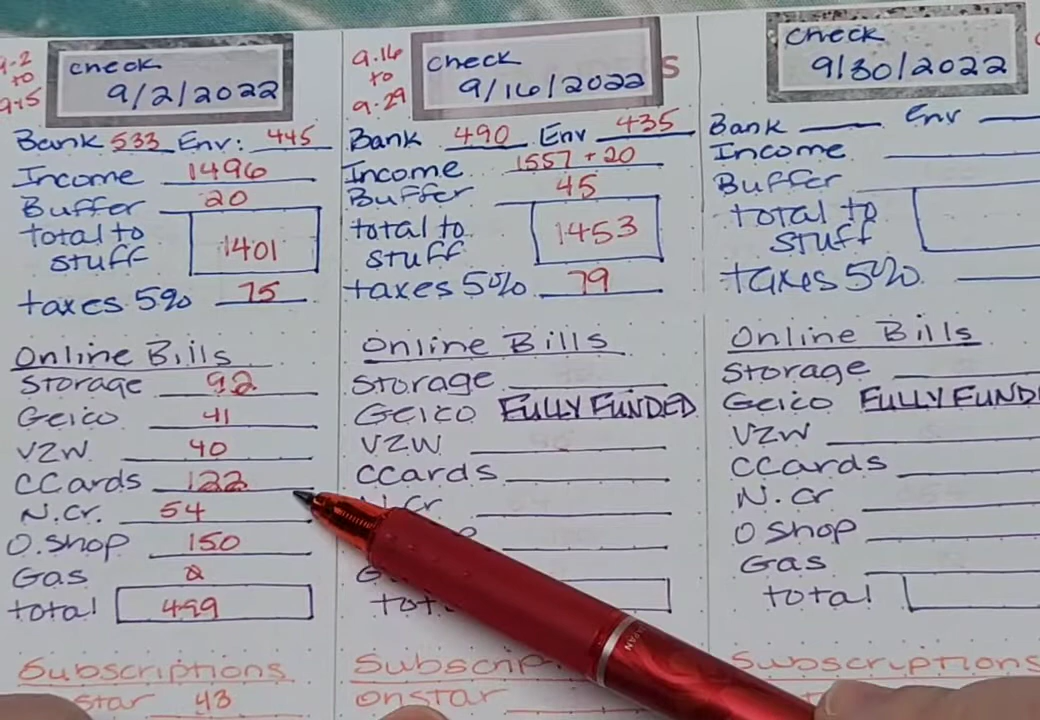 9-2
to
9-15
check
9/2/2022
Bank 533 Env: 445
Income 1496
Buffer 20
total to
stuff 1401
taxes 5% 75
Online Bills
Storage 92
Geico 41
VZW 40
CCards 122
N.Cr. 54
O.Shop 150
Gas
total 499
Subscriptions
star 43
9.16
to
9.29
check
9/16/2022
S
Bank 490 Env 435
Income 1557 + 20
Buffer 45
total to
stuff 1453
taxes 5% 79
Online Bills
Storage
Geico FULLY FUNDED
VZW
CCards
Cr
G
tot
Subscrip
onstar
check
9/30/2022
Bank Env
Income
Buffer
total to
stuff
taxes 5%
Online Bills
Storage
Geico FULLY FUND
VZW
CCards
N.Cr
O Shop
Gas
total
Subscriptions